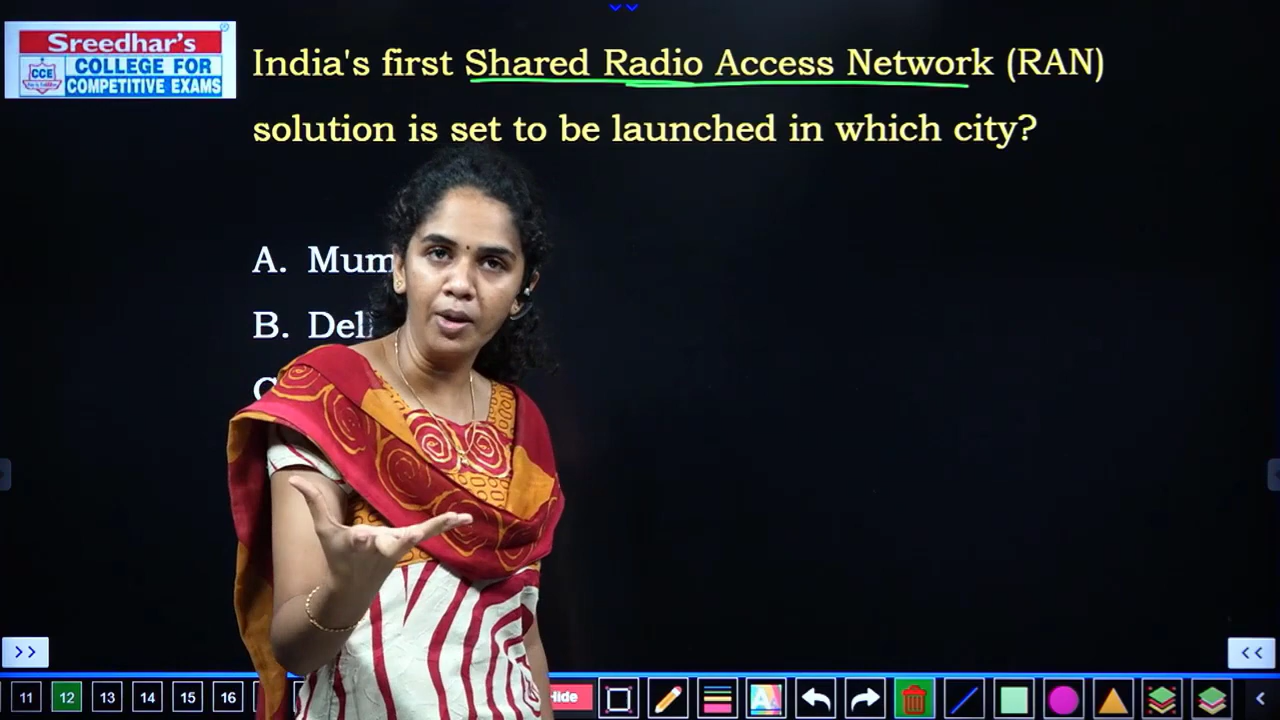 Sreedhar's
CCE
COLLEGE FOR
COMPETITIVE EXAMS
India's first Shared Radio Access Network (RAN)
solution is set to be launched in which city?
A. Mum
B. Del
C
>>
<<
11 12 13 14 15 16
Hide